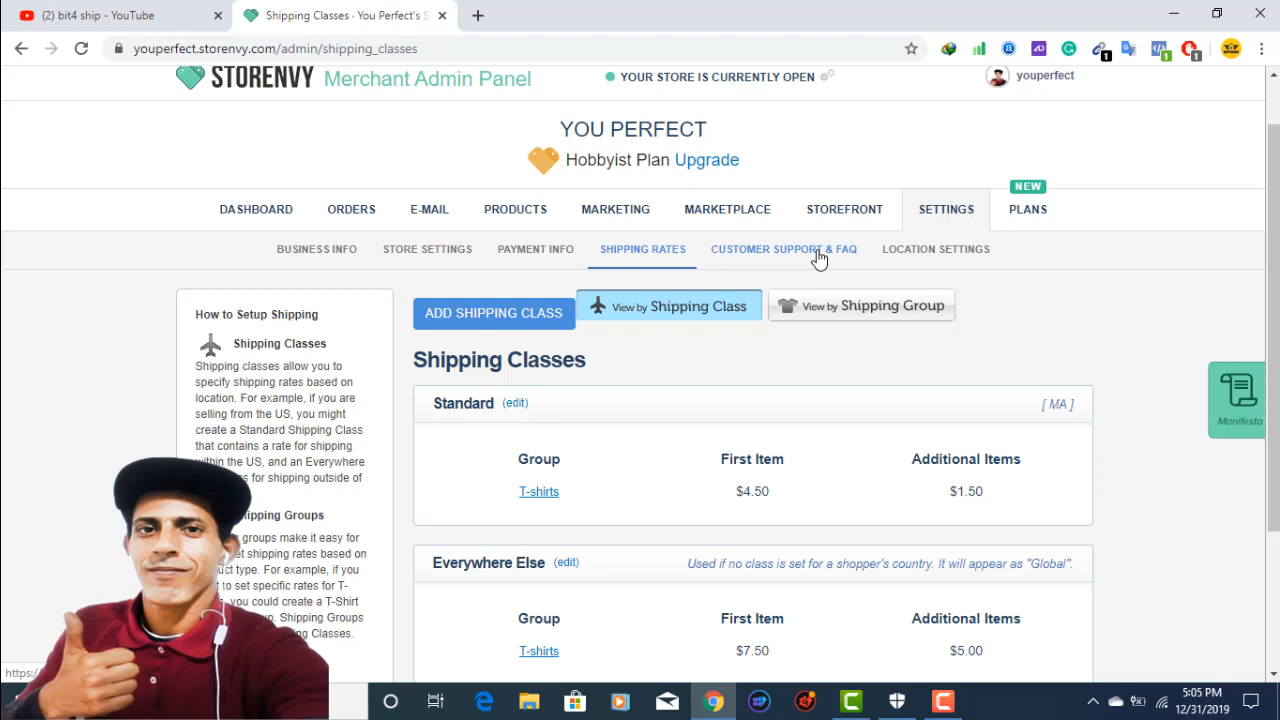 (2) bit4 ship - YouTube
Shipping Classes - You Perfect's S
youperfect.storenvy.com/admin/shipping_classes
1
1
1
STORENVY Merchant Admin Panel
YOUR STORE IS CURRENTLY OPEN
youperfect
YOU PERFECT
Hobbyist Plan Upgrade
NEW
DASHBOARD ORDERS E-MAIL PRODUCTS MARKETING MARKETPLACE STOREFRONT SETTINGS PLANS
BUSINESS INFO STORE SETTINGS PAYMENT INFO SHIPPING RATES CUSTOMER SUPPORT & FAQ LOCATION SETTINGS
How to Setup Shipping
Shipping Classes
Shipping classes allow you to
specify shipping rates based on
location. For example, if you are
selling from the US, you might
create a Standard Shipping Class
that contains a rate for shipping
within the US, and an Everywhere
s for shipping outside of
hipping Groups
groups make it easy for
et shipping rates based on
duct type. For example, if you
t to set specific rates for T-
, you could create a T-Shirt
up. Shipping Groups
ng Classes.
ADD SHIPPING CLASS
View by Shipping Class
View by Shipping Group
Shipping Classes
Standard (edit) [ MA ]
Group First Item Additional Items
T-shirts $4.50 $1.50
Everywhere Else (edit) Used if no class is set for a shopper's country. It will appear as "Global".
Group First Item Additional Items
T-shirts $7.50 $5.00
Manifesto
https:/
5:05 PM
12/31/2019